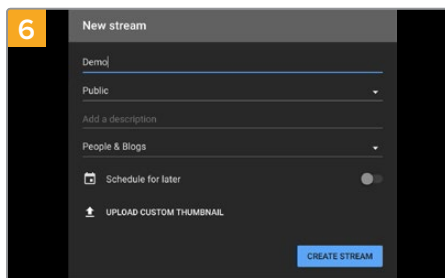 6
New stream
Demo
Public
Add a description
People & Blogs
Schedule for later
UPLOAD CUSTOM THUMBNAIL
CREATE STREAM